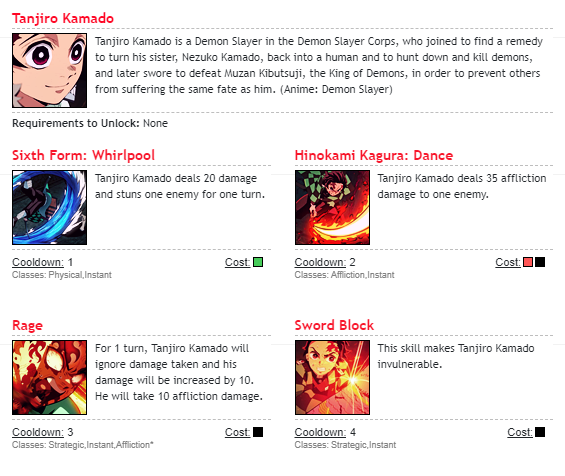 Tanjiro Kamado
Tanjiro Kamado is a Demon Slayer in the Demon Slayer Corps, who joined to find a remedy
to turn his sister, Nezuko Kamado, back into a human and to hunt down and kill demons,
and later swore to defeat Muzan Kibutsuji, the King of Demons, in order to prevent others
from suffering the same fate as him. (Anime: Demon Slayer)
Requirements to Unlock: None
Sixth Form: Whirlpool
Tanjiro Kamado deals 20 damage
and stuns one enemy for one turn.
Cooldown: 1
Cost:
Classes: Physical,Instant
Hinokami Kagura: Dance
Tanjiro Kamado deals 35 affliction
damage to one enemy.
Cooldown: 2
Cost:
Classes: Affliction,Instant
Rage
For 1 turn, Tanjiro Kamado will
ignore damage taken and his
damage will be increased by 10.
He will take 10 affliction damage.
Cooldown: 3
Cost:
Classes: Strategic,Instant,Affliction*
Sword Block
This skill makes Tanjiro Kamado
invulnerable.
Cooldown: 4
Cost:
Classes: Strategic,Instant